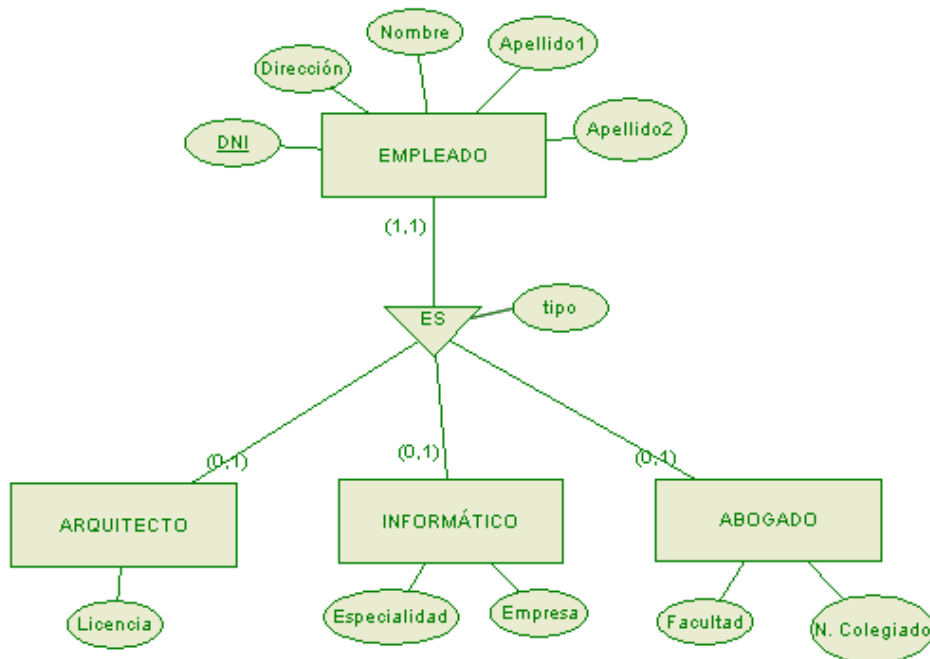 Nombre
Apellido1
Dirección
Apellido2
DNI
EMPLEADO
(1,1)
ES
tipo
(0,1)
(0,1)
(0,1)
ARQUITECTO
INFORMÁTICO
ABOGADO
Licencia
Especialidad
Empresa
Facultad
N. Colegiado